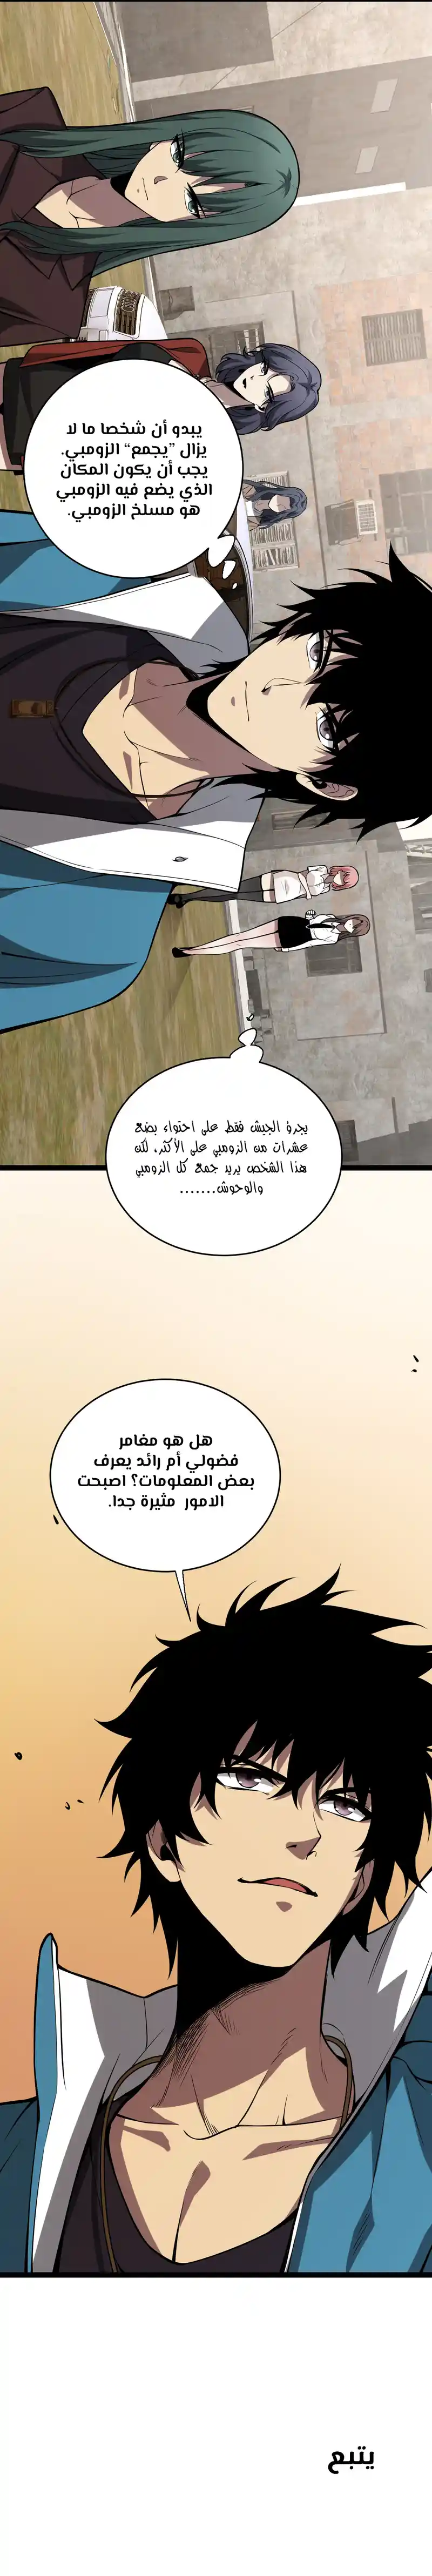 يبدو أن شخصا ما لا
يزال "يجمع" الزومبي.
يجب أن يكون المكان
الذي يضع فيه الزومبي
هو مسلخ الزومبي.
يجرؤ الجيش فقط على احتواء بضع
عشرات من الزومبي على الأكثر، لكن
هذا الشخص يريد جمع كل الزومبي
والوحوش.......
هل هو مغامر
فضولي أم رائد يعرف
بعض المعلومات؟ اصبحت
الامور مثيرة جدا.
يتبع